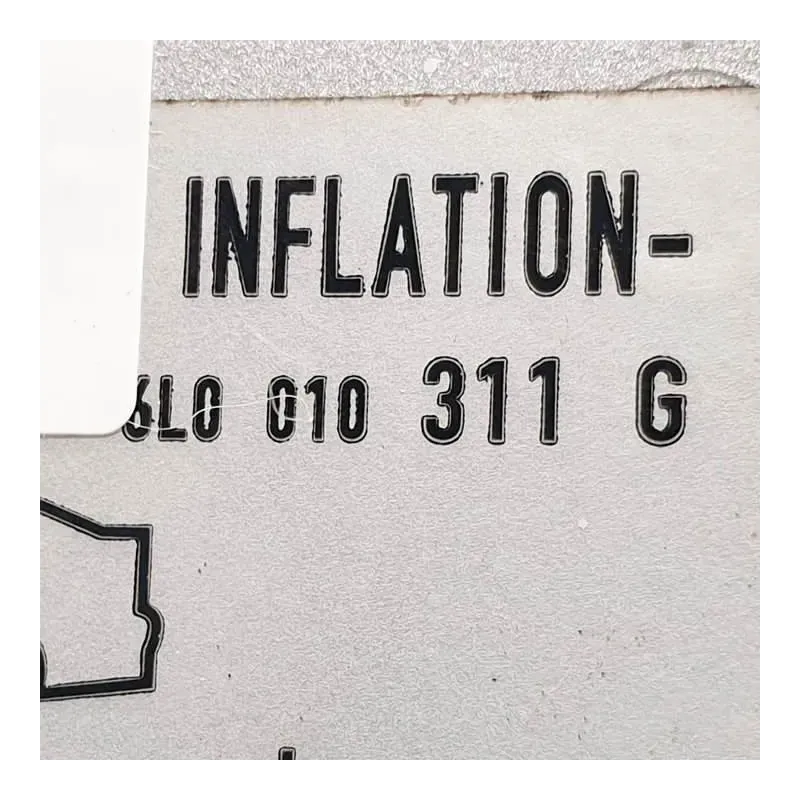 INFLATION-
6L0 010 311 G